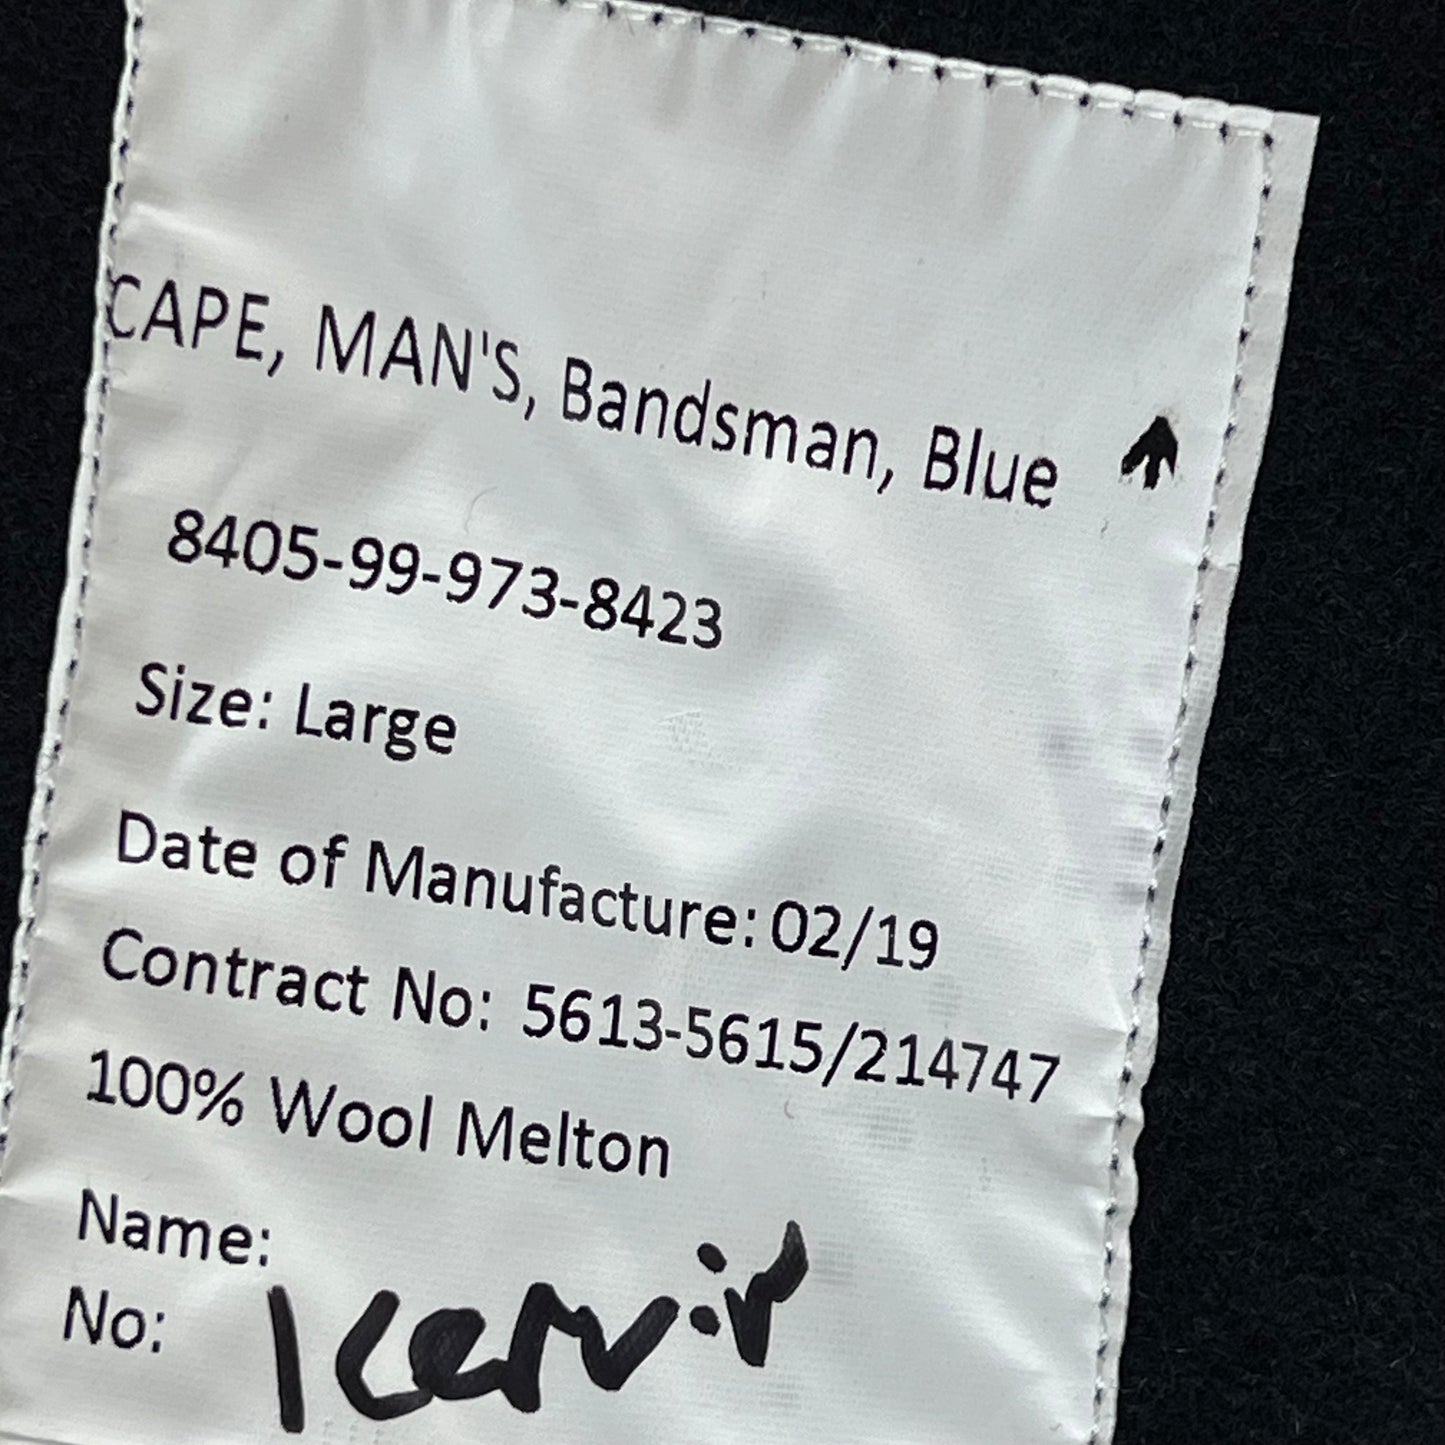 CAPE, MAN'S, Bandsman, Blue
8405-99-973-8423
Size: Large
Date of Manufacture: 02/19
Contract No: 5613-5615/214747
100% Wool Melton
Name:
No: